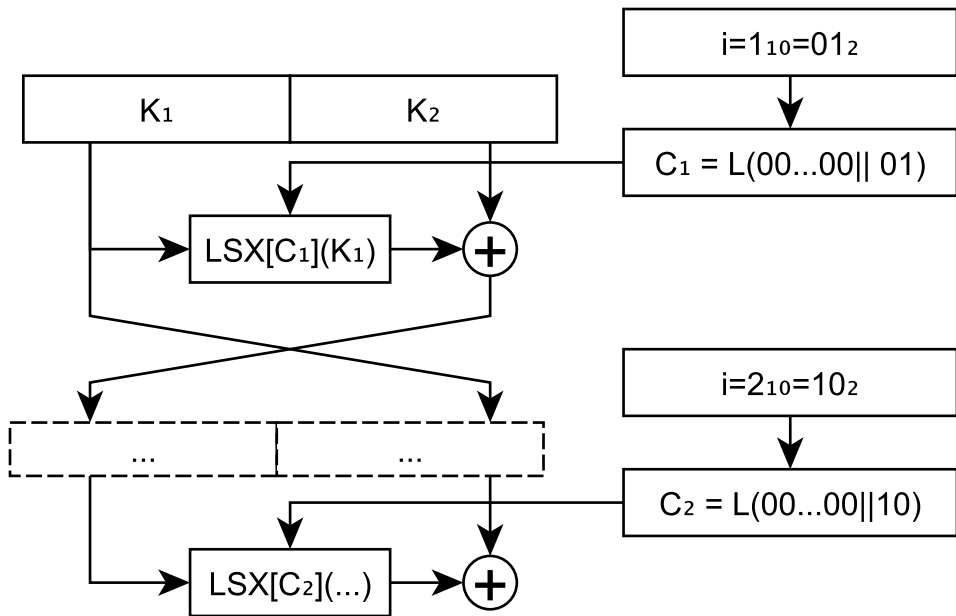 i=1₁₀=01₂
K₁ K₂
C₁ = L(00...00|| 01)
LSX[C₁](K₁)
+
i=2₁₀=10₂
... ...
C₂ = L(00...00||10)
LSX[C₂](...)
+